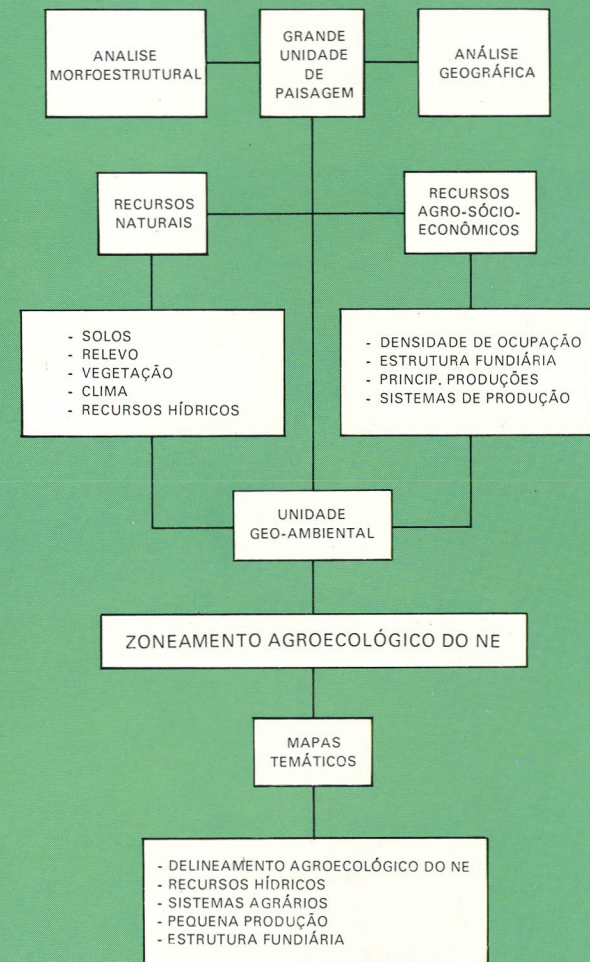 ANALISE
MORFOESTRUTURAL
GRANDE
UNIDADE
DE
PAISAGEM
ANÁLISE
GEOGRÁFICA
RECURSOS
NATURAIS
RECURSOS
AGRO-SÓCIO-
ECONÔMICOS
- SOLOS
- RELEVO
- VEGETAÇÃO
- CLIMA
- RECURSOS HÍDRICOS
- DENSIDADE DE OCUPAÇÃO
- ESTRUTURA FUNDIÁRIA
- PRINCIP. PRODUÇÕES
- SISTEMAS DE PRODUÇÃO
UNIDADE
GEO-AMBIENTAL
ZONEAMENTO AGROECOLÓGICO DO NE
MAPAS
TEMÁTICOS
- DELINEAMENTO AGROECOLÓGICO DO NE
- RECURSOS HÍDRICOS
- SISTEMAS AGRÁRIOS
- PEQUENA PRODUÇÃO
- ESTRUTURA FUNDIÁRIA